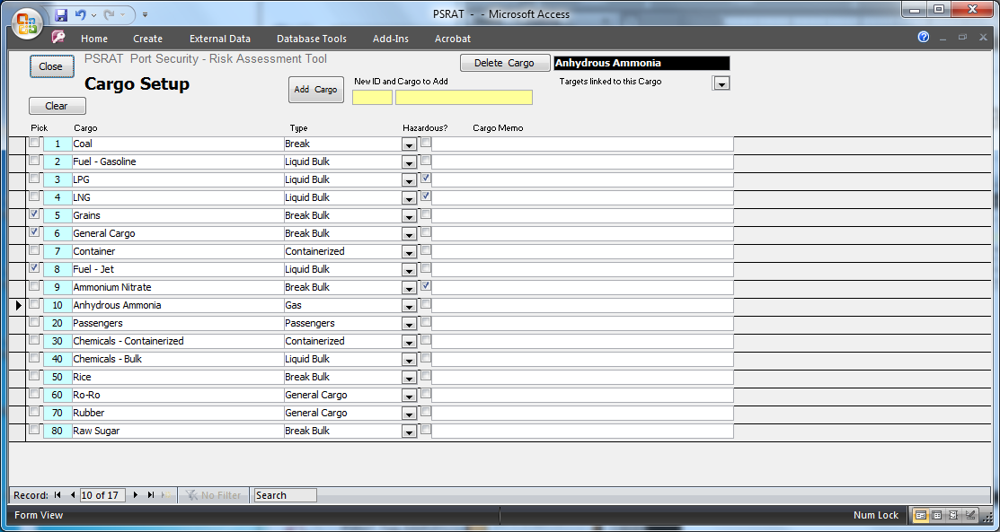 PSRAT - - Microsoft Access
Home Create External Data Database Tools Add-Ins Acrobat
Close PSRAT Port Security - Risk Assessment Tool Delete Cargo Anhydrous Ammonia
Cargo Setup Add Cargo New ID and Cargo to Add Targets linked to this Cargo
Clear
Pick Cargo Type Hazardous? Cargo Memo
1 Coal Break
2 Fuel - Gasoline Liquid Bulk
3 LPG Liquid Bulk
4 LNG Liquid Bulk
5 Grains Break Bulk
6 General Cargo Break Bulk
7 Container Containerized
8 Fuel - Jet Liquid Bulk
9 Ammonium Nitrate Break Bulk
10 Anhydrous Ammonia Gas
20 Passengers Passengers
30 Chemicals - Containerized Containerized
40 Chemicals - Bulk Liquid Bulk
50 Rice Break Bulk
60 Ro-Ro General Cargo
70 Rubber General Cargo
80 Raw Sugar Break Bulk
Record: 10 of 17 No Filter Search
Form View Num Lock